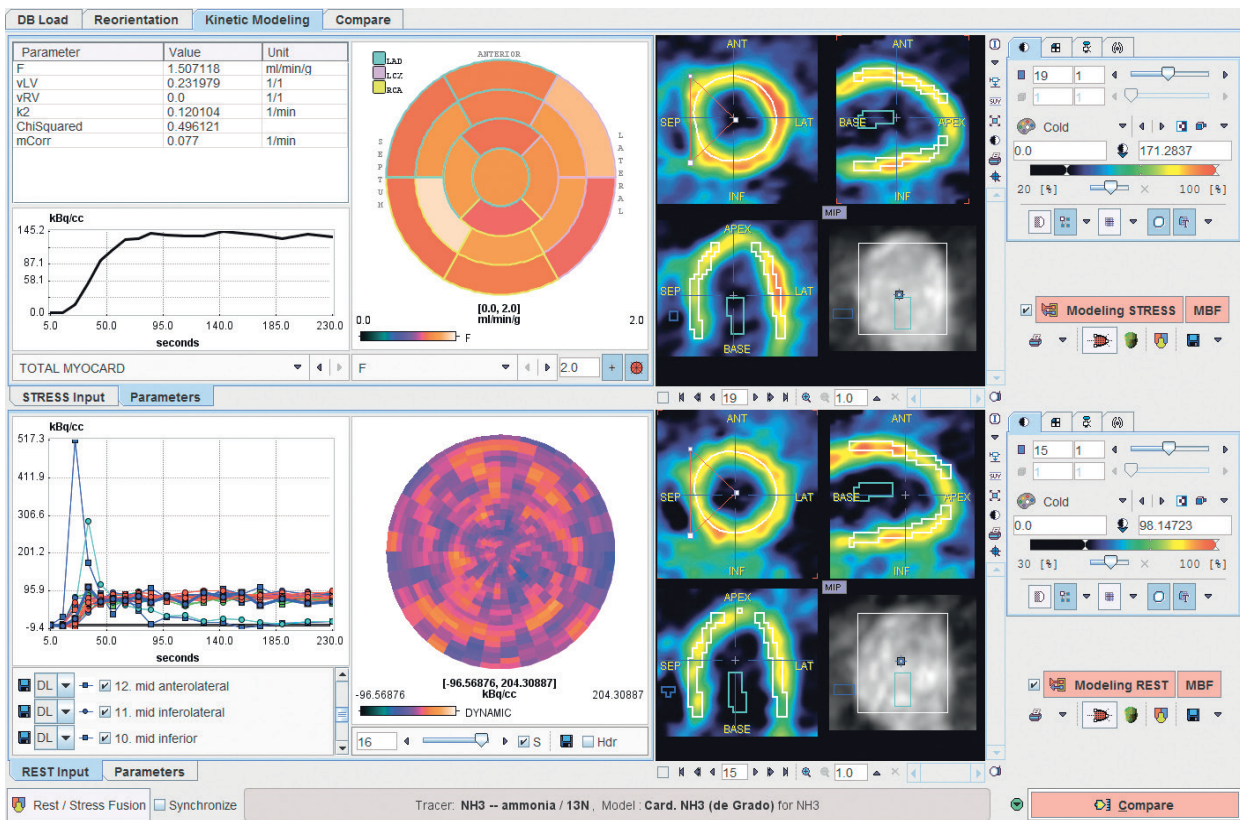 DB Load Reorientation Kinetic Modeling Compare
Parameter Value Unit
F 1.507118 ml/min/g
vLV 0.231979 1/1
vRV 0.0 1/1
k2 0.120104 1/min
ChiSquared 0.496121
mCorr 0.077 1/min
kBq/cc
145.2
87.1
58.1
0.0
5.0 50.0 95.0 140.0 185.0 230.0
seconds
TOTAL MYOCARD
LAD
LCX
RCA
ANTERIOR
SEPTUM
LATERAL
[0.0, 2.0]
0.0 ml/min/g 2.0
F
F 2.0
ANT
SEP LAT
INF
ANT
BASE APEX
INF
MIP
APEX
SEP LAT
BASE
19 1.0
SUV
19 1
1 1
Cold
0.0 171.2837
20 [%] 100 [%]
Modeling STRESS MBF
STRESS Input Parameters
kBq/cc
517.3
411.9
306.6
201.2
95.9
-9.4
5.0 50.0 95.0 140.0 185.0 230.0
seconds
DL 12. mid anterolateral
DL 11. mid inferolateral
DL 10. mid inferior
[-96.56876, 204.30887]
-96.56876 kBq/cc 204.30887
DYNAMIC
16 S Hdr
ANT
SEP LAT
INF
ANT
BASE APEX
INF
MIP
APEX
SEP LAT
BASE
15 1.0
SUV
15 1
1 1
Cold
0.0 98.14723
30 [%] 100 [%]
Modeling REST MBF
REST Input Parameters
Rest / Stress Fusion Synchronize Tracer: NH3 -- ammonia / 13N , Model : Card. NH3 (de Grado) for NH3 Compare